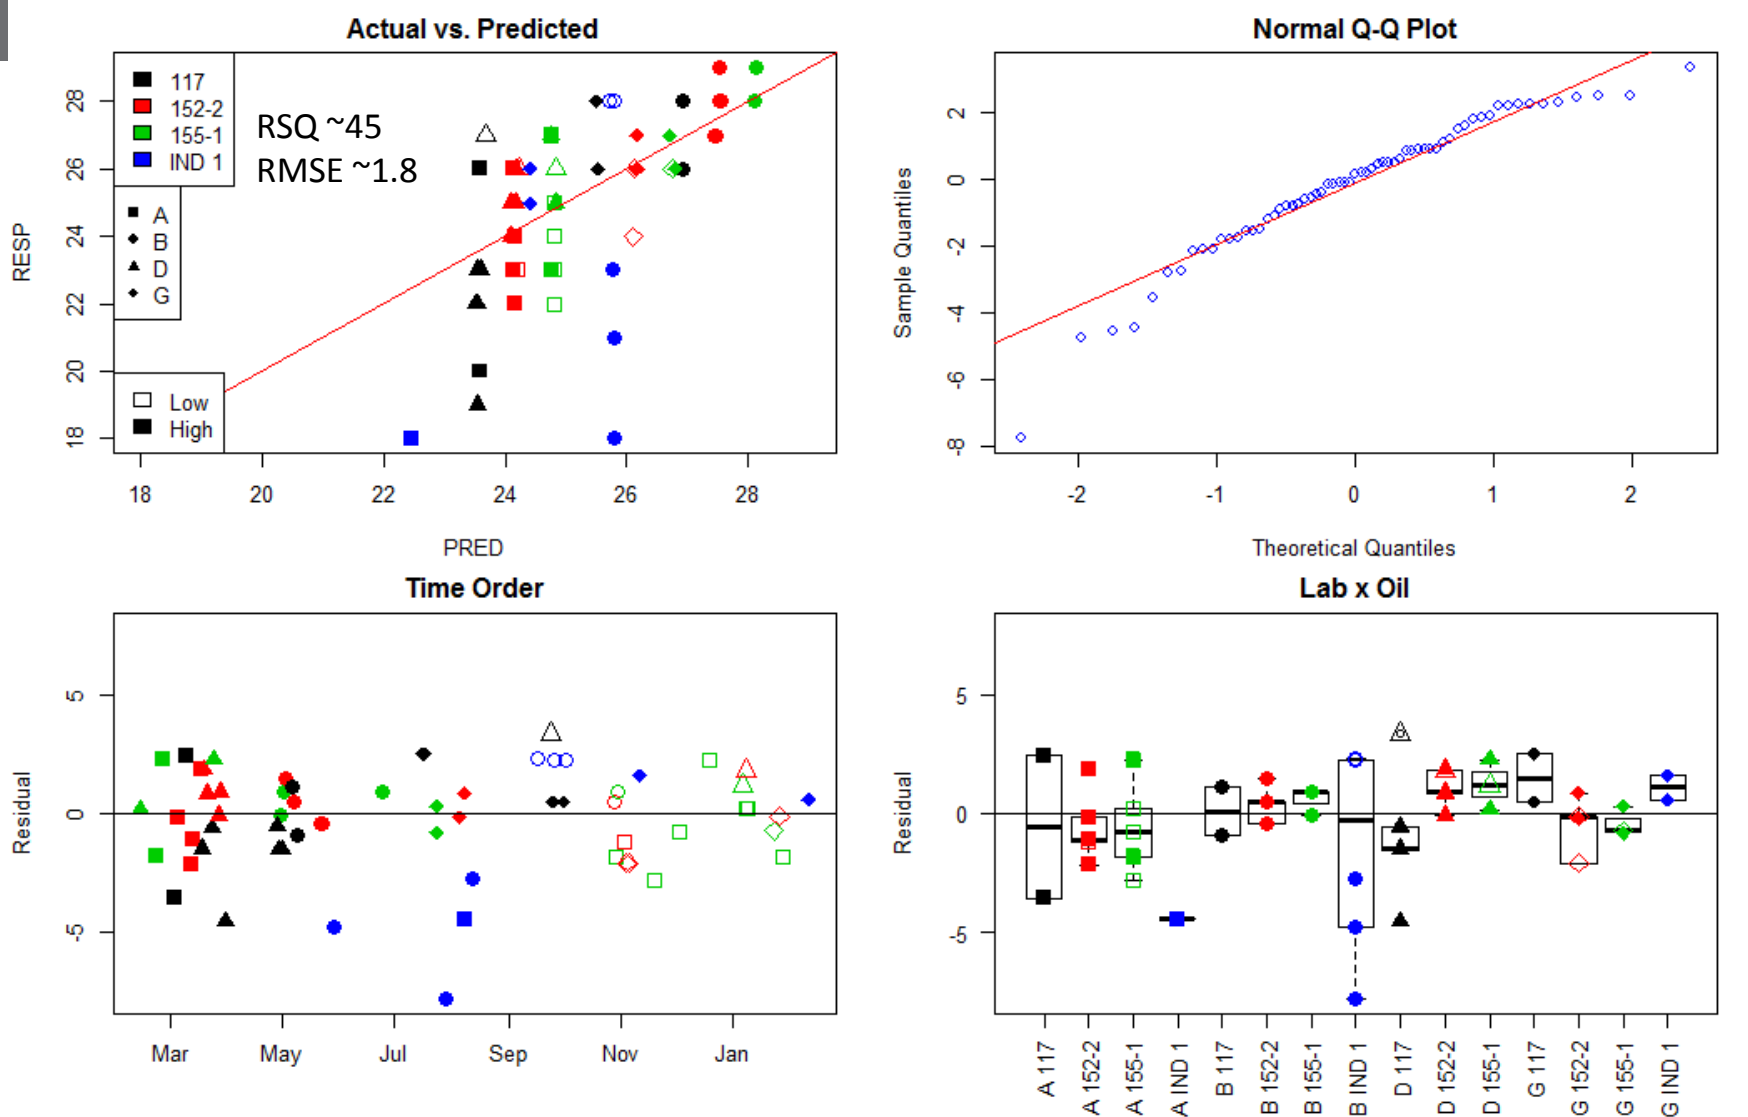 Actual vs. Predicted
117
152-2
155-1
IND 1
RSQ ~45
RMSE ~1.8
A
B
D
G
Low
High
RESP
28
26
24
22
20
18
18 20 22 24 26 28
PRED
Normal Q-Q Plot
Sample Quantiles
2
0
-2
-4
-6
-8
-2 -1 0 1 2
Theoretical Quantiles
Time Order
Residual
5
0
-5
Mar May Jul Sep Nov Jan
Lab x Oil
Residual
5
0
-5
A 117
A 152-2
A 155-1
A IND 1
B 117
B 152-2
B 155-1
B IND 1
D 117
D 152-2
D 155-1
G 117
G 152-2
G 155-1
G IND 1